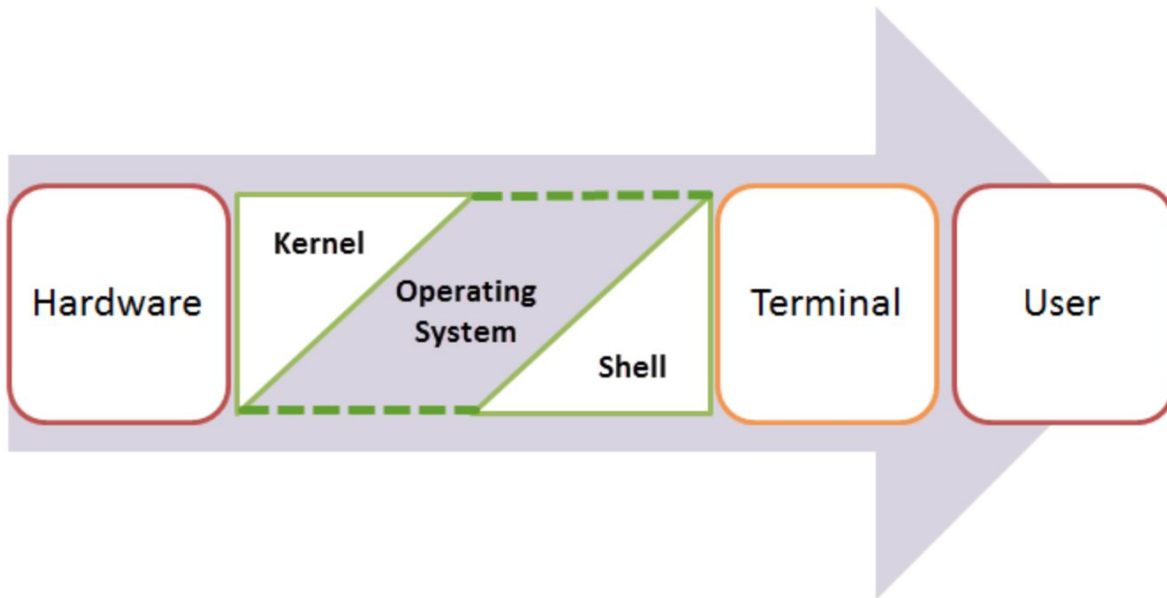 Hardware
Kernel
Operating
System
Shell
Terminal
User